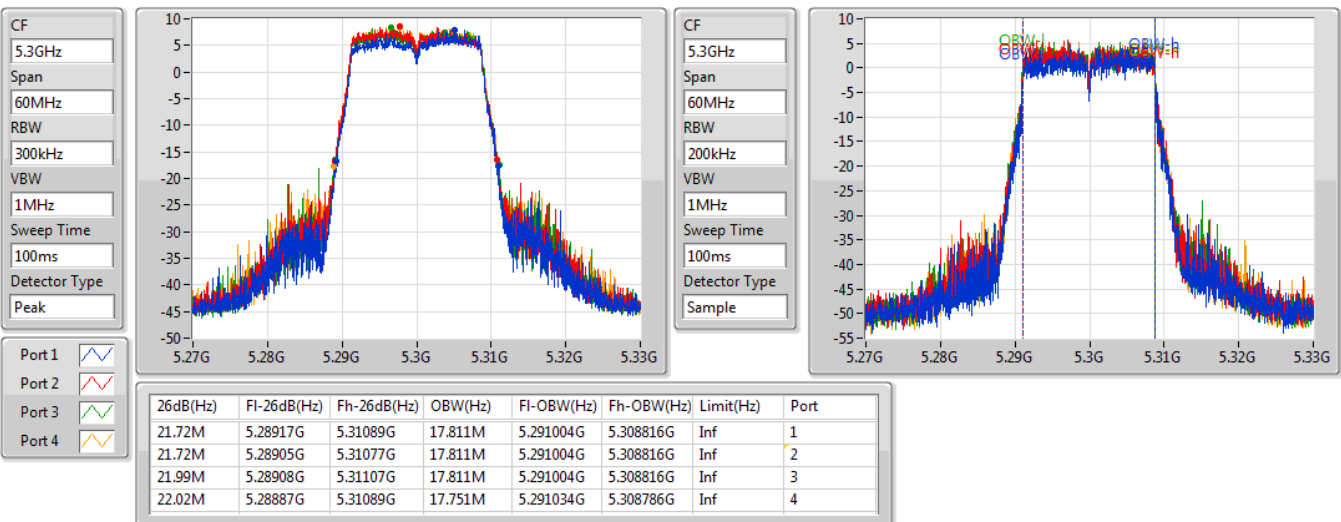 CF
5.3GHz
Span
60MHz
RBW
300kHz
VBW
1MHz
Sweep Time
100ms
Detector Type
Peak
10
5
0
-5
-10
-15
-20
-25
-30
-35
-40
-45
-50
5.27G 5.28G 5.29G 5.3G 5.31G 5.32G 5.33G
CF
5.3GHz
Span
60MHz
RBW
200kHz
VBW
1MHz
Sweep Time
100ms
Detector Type
Sample
10
5
0
-5
-10
-15
-20
-25
-30
-35
-40
-45
-50
-55
5.27G 5.28G 5.29G 5.3G 5.31G 5.32G 5.33G
OBW-l
OBW-h
Port 1
Port 2
Port 3
Port 4
26dB(Hz) Fl-26dB(Hz) Fh-26dB(Hz) OBW(Hz) Fl-OBW(Hz) Fh-OBW(Hz) Limit(Hz) Port
21.72M 5.28917G 5.31089G 17.811M 5.291004G 5.308816G Inf 1
21.72M 5.28905G 5.31077G 17.811M 5.291004G 5.308816G Inf 2
21.99M 5.28908G 5.31107G 17.811M 5.291004G 5.308816G Inf 3
22.02M 5.28887G 5.31089G 17.751M 5.291034G 5.308786G Inf 4